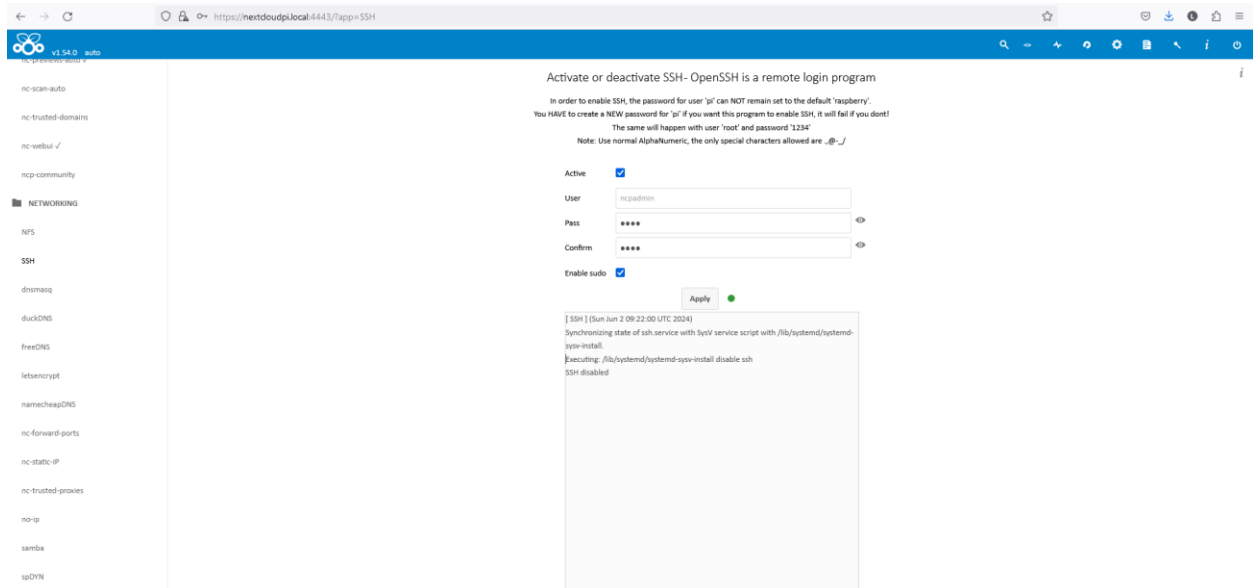 https://nextcloudpi.local:4443/?app=SSH
v1.54.0 auto
nc-previews-auto √
nc-scan-auto
nc-trusted-domains
nc-webui √
ncp-community
NETWORKING
NFS
SSH
dnsmasq
duckDNS
freeDNS
letsencrypt
namecheapDNS
nc-forward-ports
nc-static-IP
nc-trusted-proxies
no-ip
samba
spDYN
Activate or deactivate SSH- OpenSSH is a remote login program
In order to enable SSH, the password for user 'pi' can NOT remain set to the default 'raspberry'.
You HAVE to create a NEW password for 'pi' if you want this program to enable SSH, it will fail if you dont!
The same will happen with user 'root' and password '1234'
Note: Use normal AlphaNumeric, the only special characters allowed are .,@-_/
Active
User ncpadmin
Pass ••••
Confirm ••••
Enable sudo
Apply
[ SSH ] (Sun Jun 2 09:22:00 UTC 2024)
Synchronizing state of ssh.service with SysV service script with /lib/systemd/systemd-
sysv-install.
Executing: /lib/systemd/systemd-sysv-install disable ssh
SSH disabled